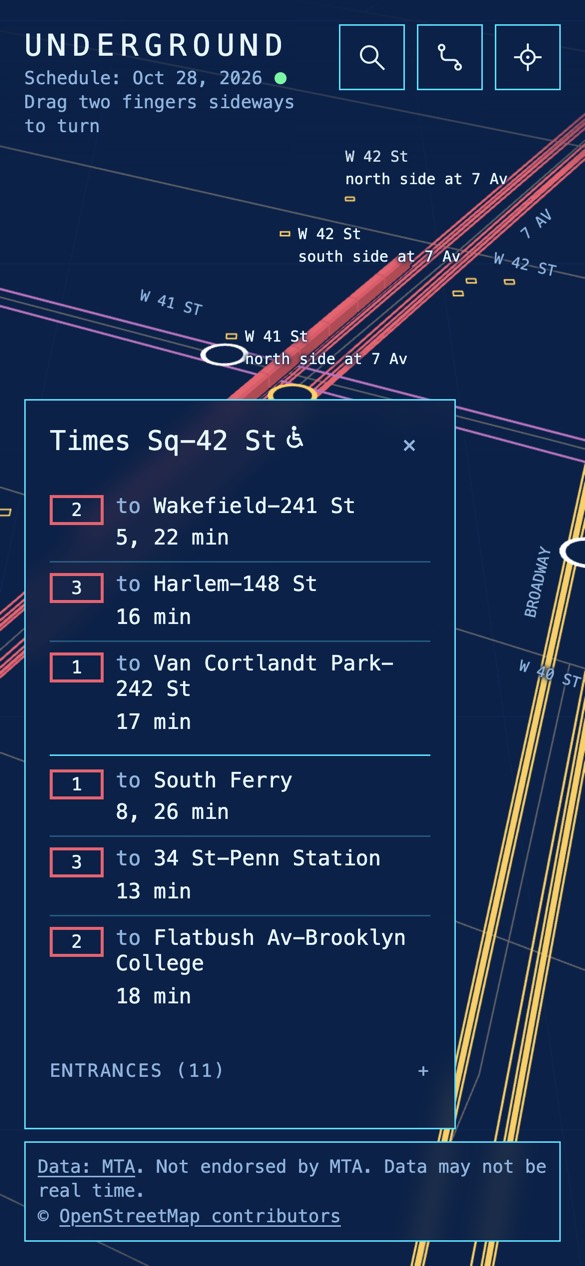 UNDERGROUND
Schedule: Oct 28, 2026
Drag two fingers sideways
to turn
W 42 St
north side at 7 Av
7 AV
W 42 St
south side at 7 Av
W 42 ST
W 41 ST
W 41 St
north side at 7 Av
Times Sq–42 St
×
2 to Wakefield–241 St
5, 22 min
3 to Harlem–148 St
16 min
1 to Van Cortlandt Park–
242 St
17 min
1 to South Ferry
8, 26 min
3 to 34 St–Penn Station
13 min
2 to Flatbush Av–Brooklyn
College
18 min
ENTRANCES (11) +
BROADWAY
W 40 ST
Data: MTA. Not endorsed by MTA. Data may not be
real time.
© OpenStreetMap contributors